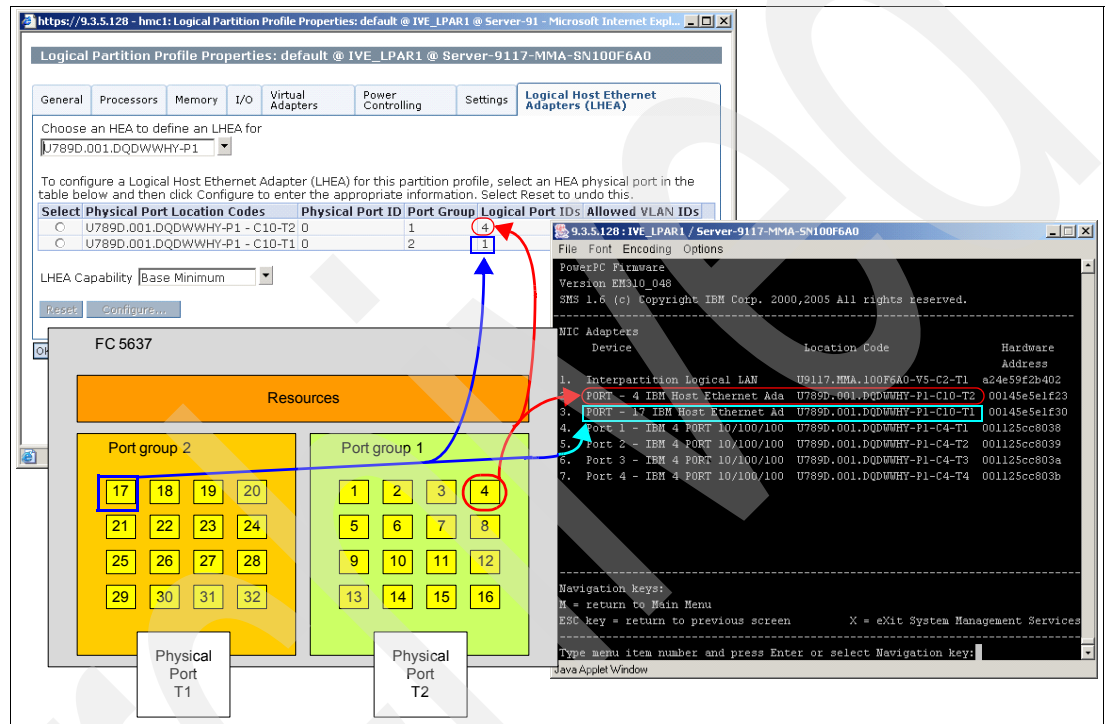 https://9.3.5.128 - hmc1: Logical Partition Profile Properties: default @ IVE_LPAR1 @ Server-91 - Microsoft Internet Expl...
Logical Partition Profile Properties: default @ IVE_LPAR1 @ Server-9117-MMA-SN100F6A0
General Processors Memory I/O Virtual Adapters Power Controlling Settings Logical Host Ethernet Adapters (LHEA)
Choose an HEA to define an LHEA for
U789D.001.DQDWWHY-P1
To configure a Logical Host Ethernet Adapter (LHEA) for this partition profile, select an HEA physical port in the
table below and then click Configure to enter the appropriate information. Select Reset to undo this.
Select Physical Port Location Codes Physical Port ID Port Group Logical Port IDs Allowed VLAN IDs
U789D.001.DQDWWHY-P1 - C10-T2 0 1 4
U789D.001.DQDWWHY-P1 - C10-T1 0 2 1
LHEA Capability Base Minimum
Reset Configure...
9.3.5.128 : IVE_LPAR1 / Server-9117-MMA-SN100F6A0
File Font Encoding Options
PowerPC Firmware
Version EM310_048
SMS 1.6 (c) Copyright IBM Corp. 2000,2005 All rights reserved.
NIC Adapters
Device Location Code Hardware
Address
1. Interpartition Logical LAN U9117.MMA.100F6A0-V5-C2-T1 a24e59f2b402
2. PORT - 4 IBM Host Ethernet Ada U789D.001.DQDWWHY-P1-C10-T2 00145e5e1f23
3. PORT - 17 IBM Host Ethernet Ad U789D.001.DQDWWHY-P1-C10-T1 00145e5e1f30
4. Port 1 - IBM 4 PORT 10/100/100 U789D.001.DQDWWHY-P1-C4-T1 001125cc8038
5. Port 2 - IBM 4 PORT 10/100/100 U789D.001.DQDWWHY-P1-C4-T2 001125cc8039
6. Port 3 - IBM 4 PORT 10/100/100 U789D.001.DQDWWHY-P1-C4-T3 001125cc803a
7. Port 4 - IBM 4 PORT 10/100/100 U789D.001.DQDWWHY-P1-C4-T4 001125cc803b
Navigation keys:
M = return to Main Menu
ESC key = return to previous screen X = eXit System Management Services
Type menu item number and press Enter or select Navigation key:
Java Applet Window
FC 5637
Resources
Port group 2 Port group 1
17 18 19 20 1 2 3 4
21 22 23 24 5 6 7 8
25 26 27 28 9 10 11 12
29 30 31 32 13 14 15 16
Physical Port T1
Physical Port T2